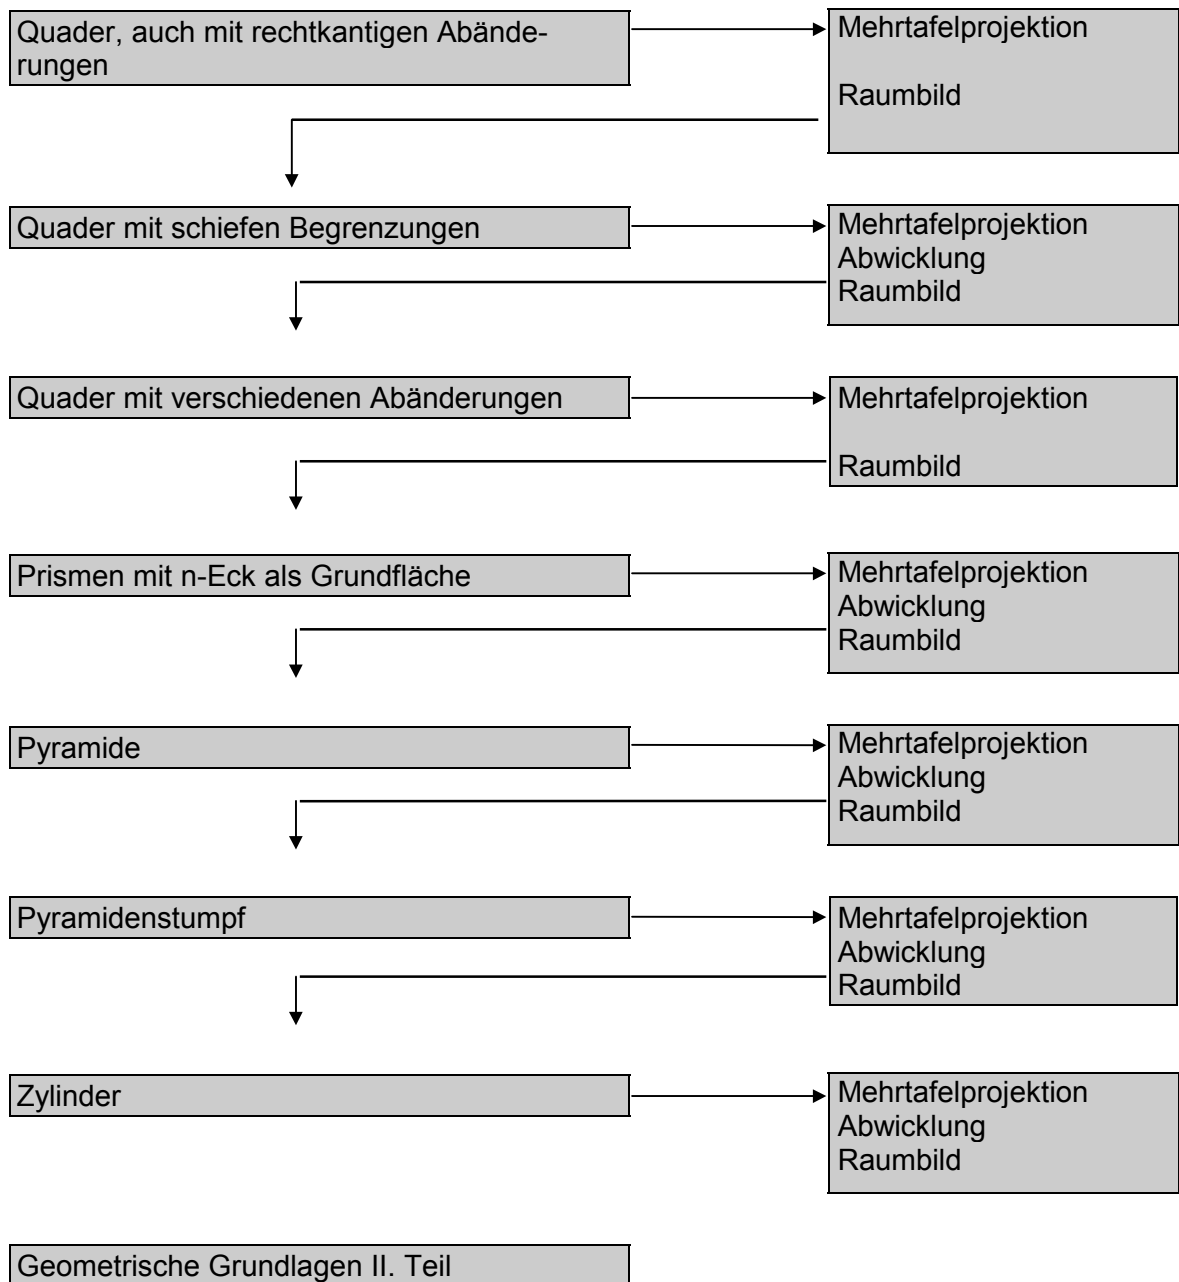 Quader, auch mit rechtkantigen Abände-
rungen
Mehrtafelprojektion
Raumbild
Quader mit schiefen Begrenzungen
Mehrtafelprojektion
Abwicklung
Raumbild
Quader mit verschiedenen Abänderungen
Mehrtafelprojektion
Raumbild
Prismen mit n-Eck als Grundfläche
Mehrtafelprojektion
Abwicklung
Raumbild
Pyramide
Mehrtafelprojektion
Abwicklung
Raumbild
Pyramidenstumpf
Mehrtafelprojektion
Abwicklung
Raumbild
Zylinder
Mehrtafelprojektion
Abwicklung
Raumbild
Geometrische Grundlagen II. Teil